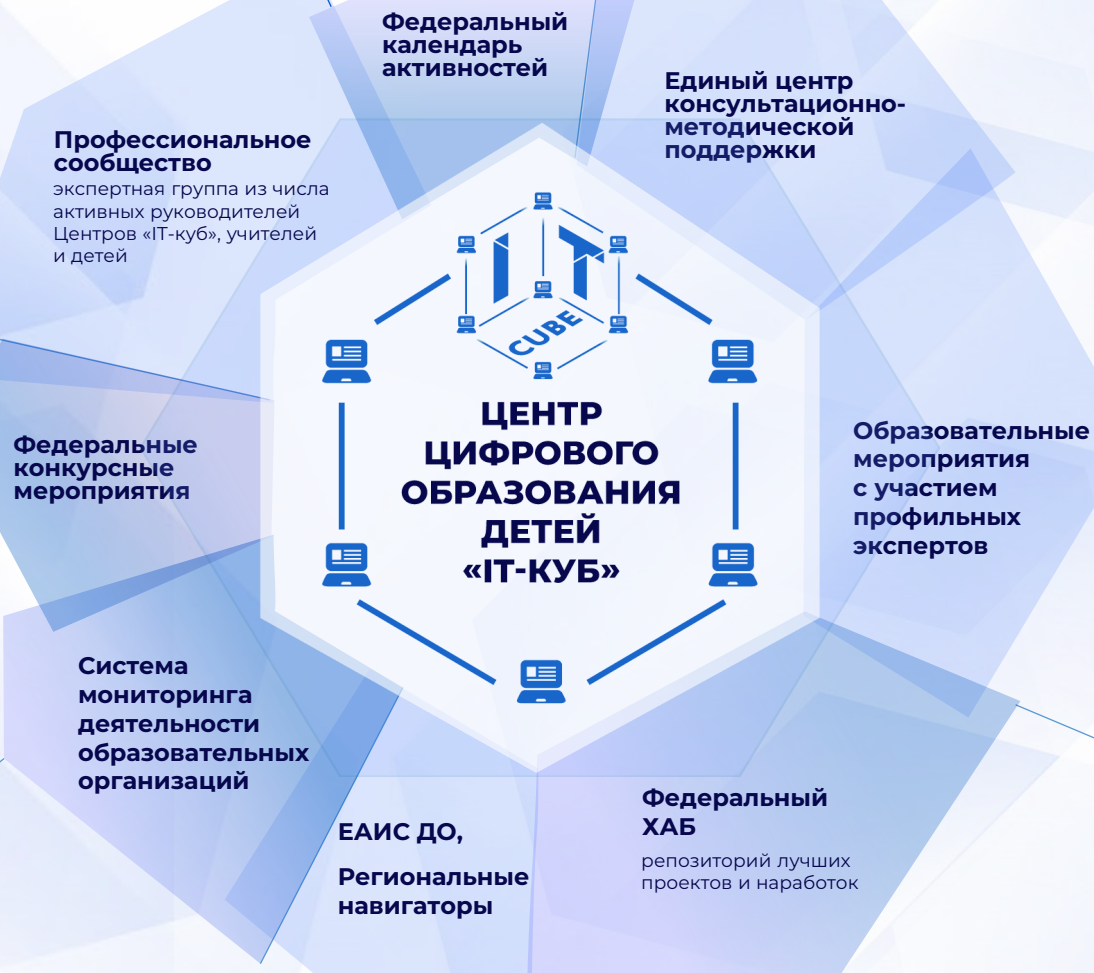 Федеральный
календарь
активностей
Единый центр
консультационно-
методической
поддержки
Профессиональное
сообщество
экспертная группа из числа
активных руководителей
Центров «IT-куб», учителей
и детей
IT
CUBE
ЦЕНТР
ЦИФРОВОГО
ОБРАЗОВАНИЯ
ДЕТЕЙ
«IT-КУБ»
Федеральные
конкурсные
мероприятия
Образовательные
мероприятия
с участием
профильных
экспертов
Система
мониторинга
деятельности
образовательных
организаций
ЕАИС ДО,
Региональные
навигаторы
Федеральный
ХАБ
репозиторий лучших
проектов и наработок